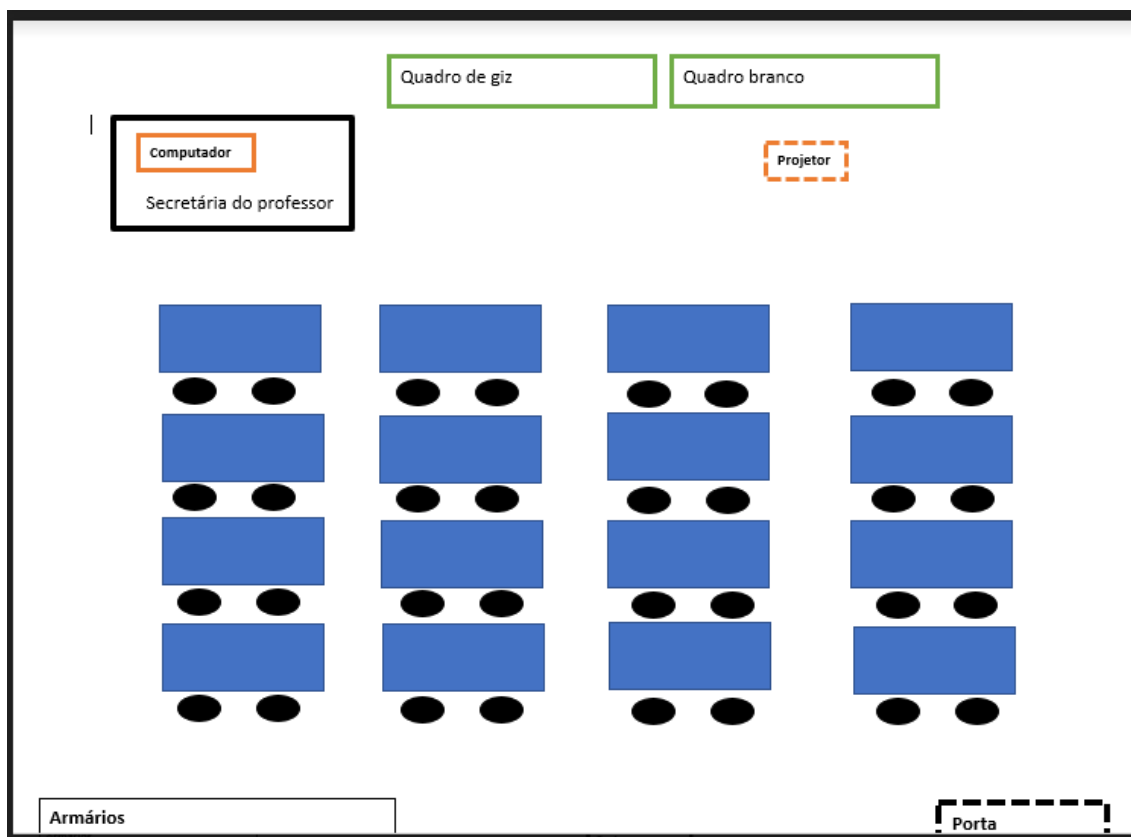 Quadro de giz
Quadro branco
Computador
Projetor
Secretária do professor
Armários
Porta